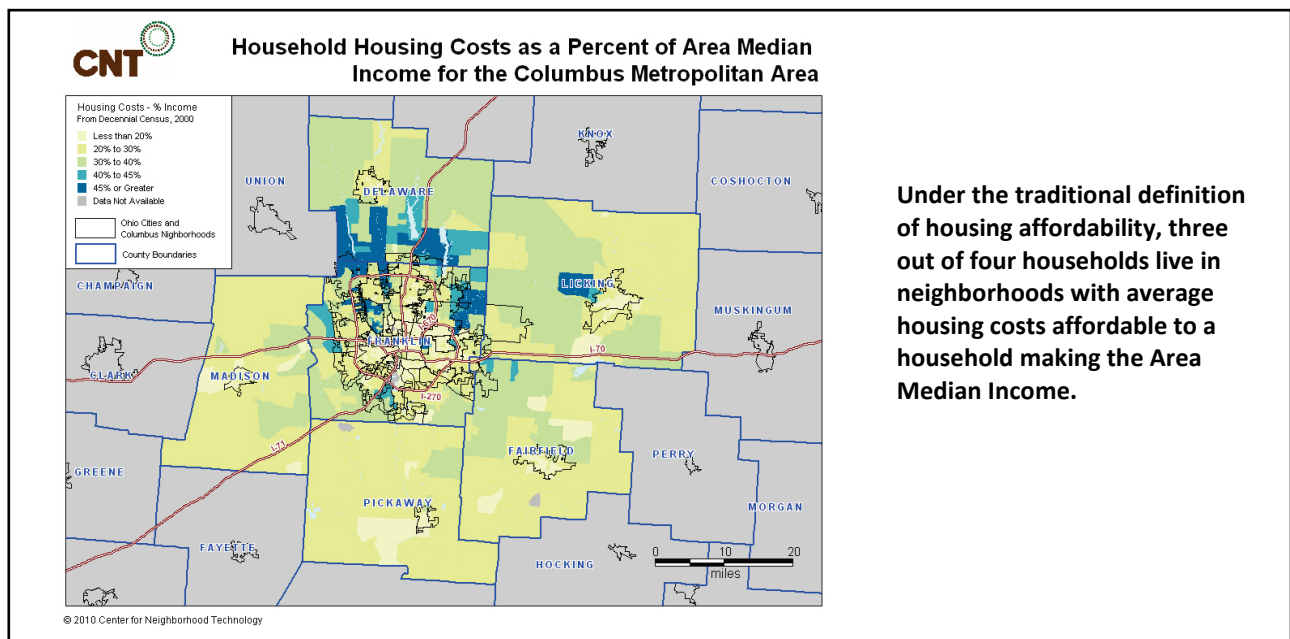 CNT
Household Housing Costs as a Percent of Area Median
Income for the Columbus Metropolitan Area
Housing Costs - % Income
From Decennial Census, 2000
Less than 20%
20% to 30%
30% to 40%
40% to 45%
45% or Greater
Data Not Available
Ohio Cities and
Columbus Nighborhoods
County Boundaries
KNOX
UNION
DELAWARE
COSHOCTON
CHAMPAIGN
LICKING
MUSKINGUM
I-670
FRANKLIN
I-70
CLARK
MADISON
I-270
I-71
FAIRFIELD
PERRY
GREENE
PICKAWAY
MORGAN
FAYETTE
HOCKING
0 10 20
miles
Under the traditional definition
of housing affordability, three
out of four households live in
neighborhoods with average
housing costs affordable to a
household making the Area
Median Income.
© 2010 Center for Neighborhood Technology